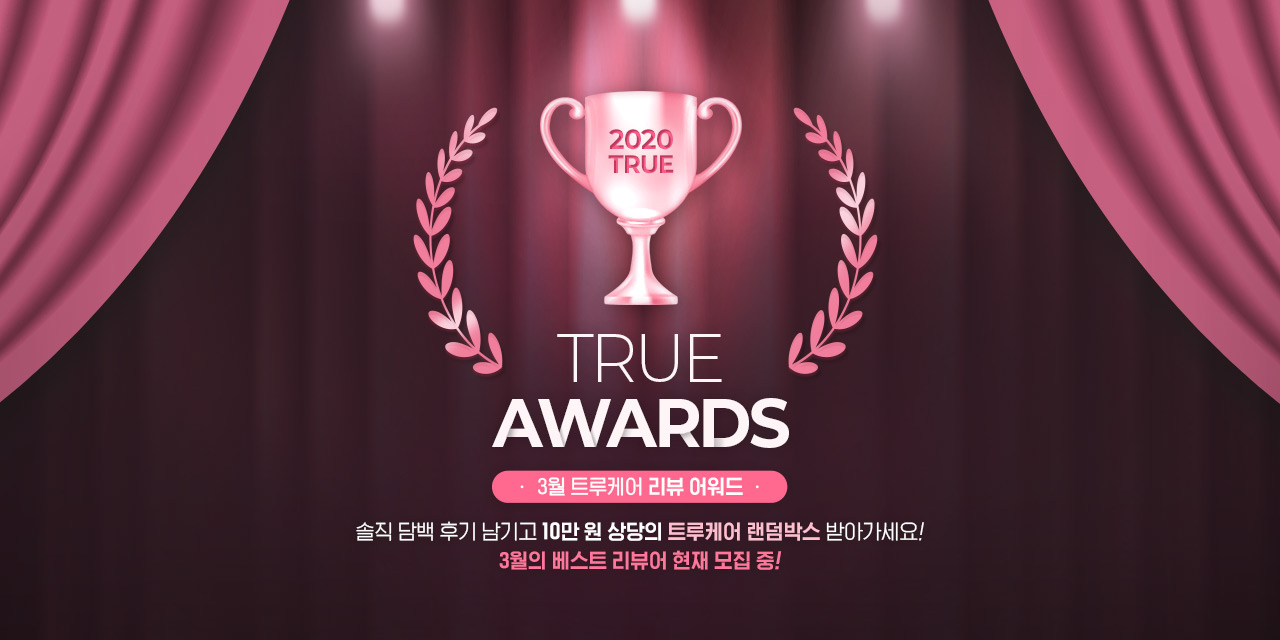 2020
TRUE
TRUE
AWARDS
· 3월 트루케어 리뷰 어워드 ·
솔직 담백 후기 남기고 10만 원 상당의 트루케어 랜덤박스 받아가세요!
3월의 베스트 리뷰어 현재 모집 중!